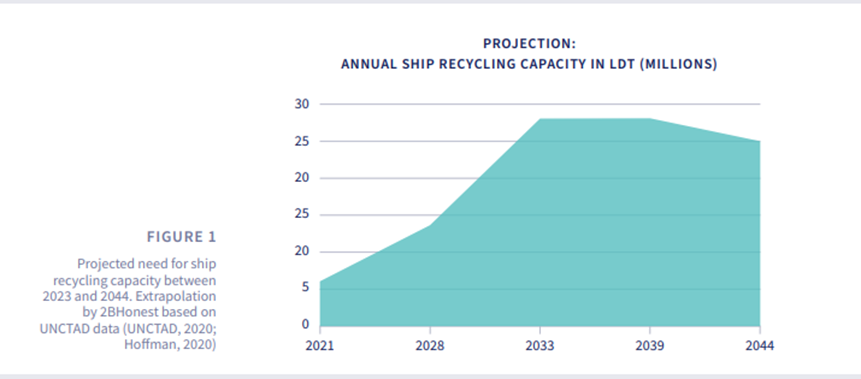 PROJECTION:
ANNUAL SHIP RECYCLING CAPACITY IN LDT (MILLIONS)
30
25
20
25
20
5
0
2021 2028 2033 2039 2044
FIGURE 1
Projected need for ship
recycling capacity between
2023 and 2044. Extrapolation
by 2BHonest based on
UNCTAD data (UNCTAD, 2020;
Hoffman, 2020)